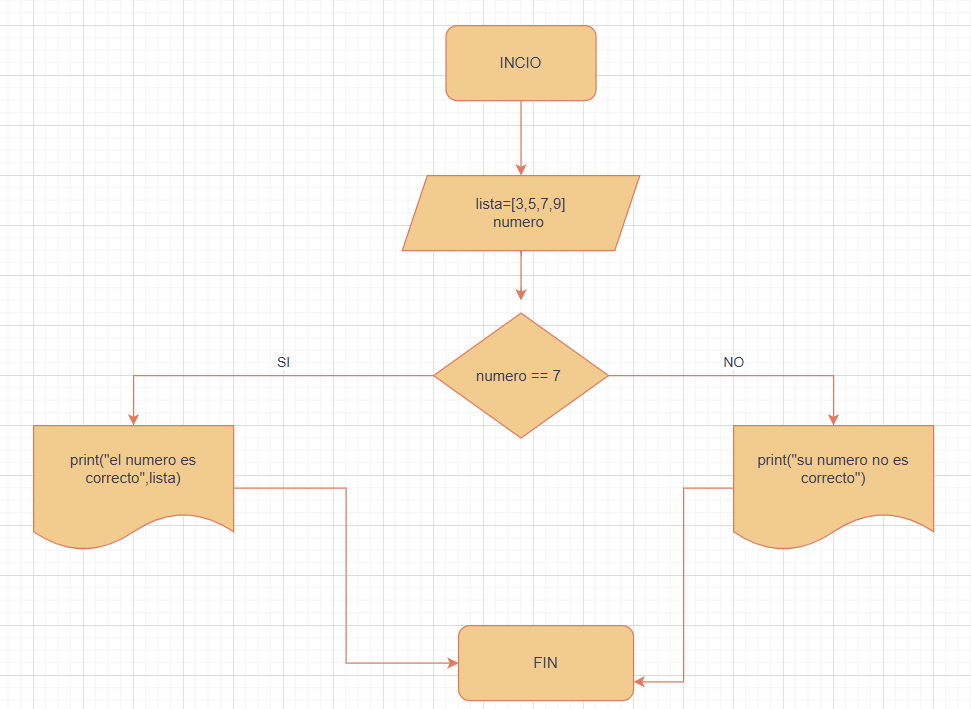 INCIO
lista=[3,5,7,9]
numero
numero == 7
SI
NO
print("el numero es
correcto",lista)
print("su numero no es
correcto")
FIN